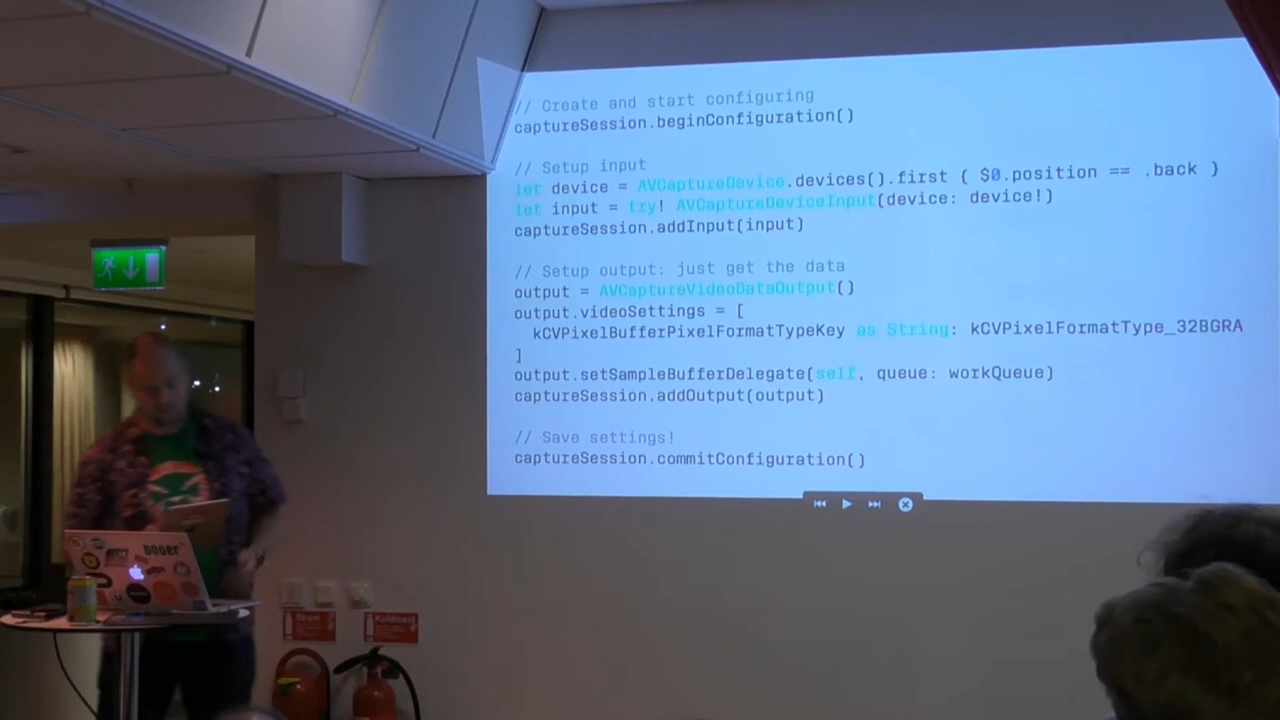 // Create and start configuring
captureSession.beginConfiguration()
// Setup input
let device = AVCaptureDevice.devices().first { $0.position == .back }
let input = try! AVCaptureDeviceInput(device: device!)
captureSession.addInput(input)
// Setup output: just get the data
output = AVCaptureVideoDataOutput()
output.videoSettings = [
kCVPixelBufferPixelFormatTypeKey as String: kCVPixelFormatType_32BGRA
]
output.setSampleBufferDelegate(self, queue: workQueue)
captureSession.addOutput(output)
// Save settings!
captureSession.commitConfiguration()
Skum
Koldioxid